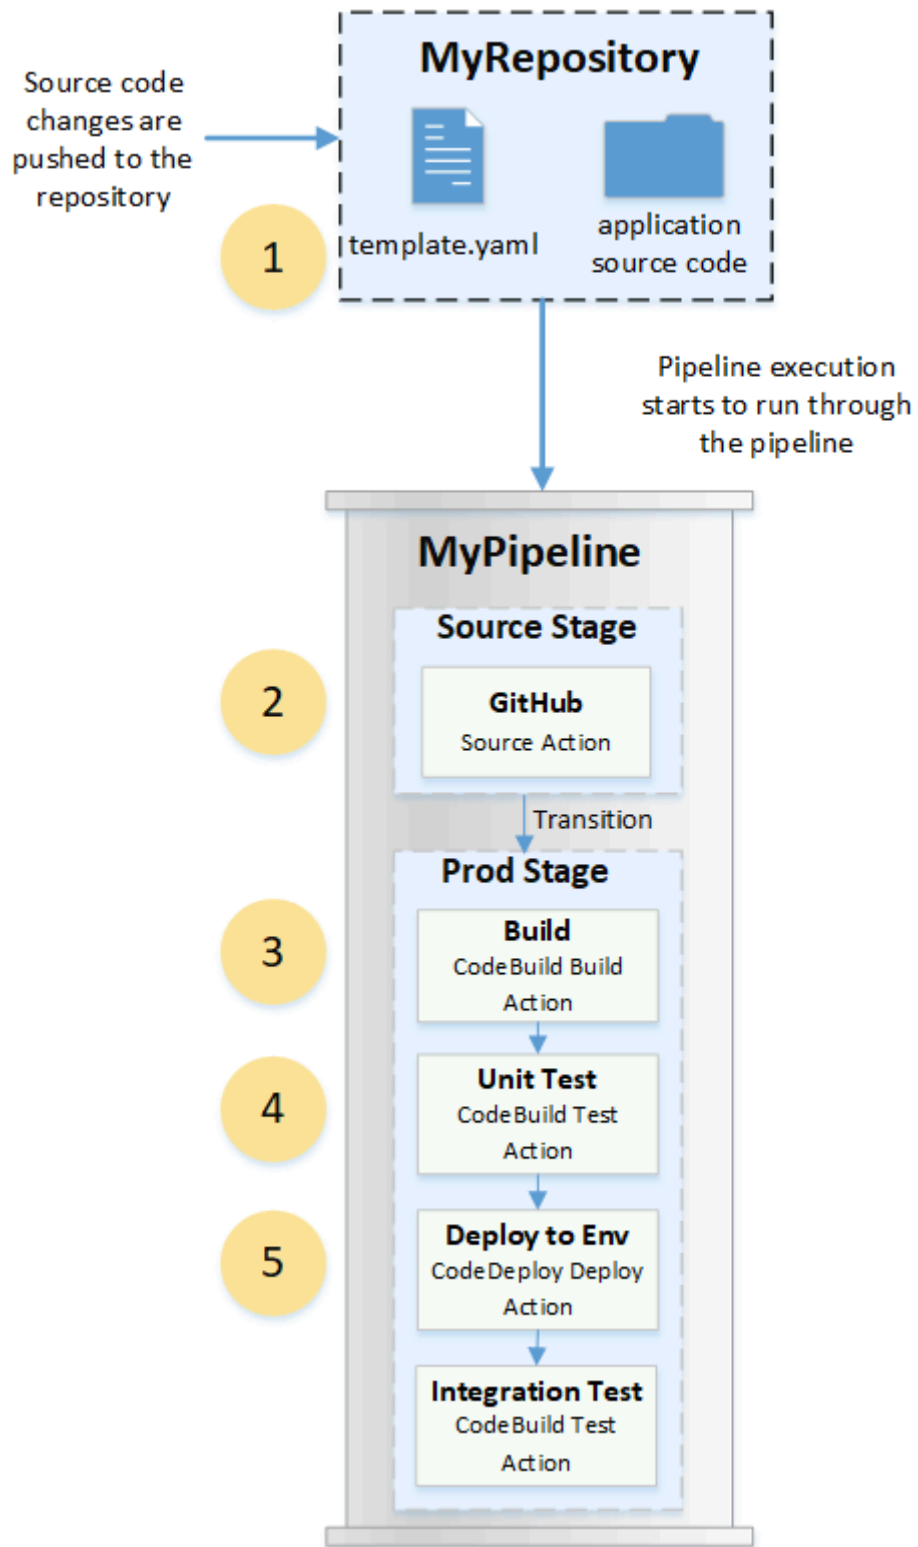 MyRepository
Source code
changes are
pushed to the
repository
template.yaml
application
source code
1
Pipeline execution
starts to run through
the pipeline
MyPipeline
Source Stage
2
GitHub
Source Action
Transition
Prod Stage
3
Build
CodeBuild Build
Action
4
Unit Test
CodeBuild Test
Action
5
Deploy to Env
CodeDeploy Deploy
Action
Integration Test
CodeBuild Test
Action